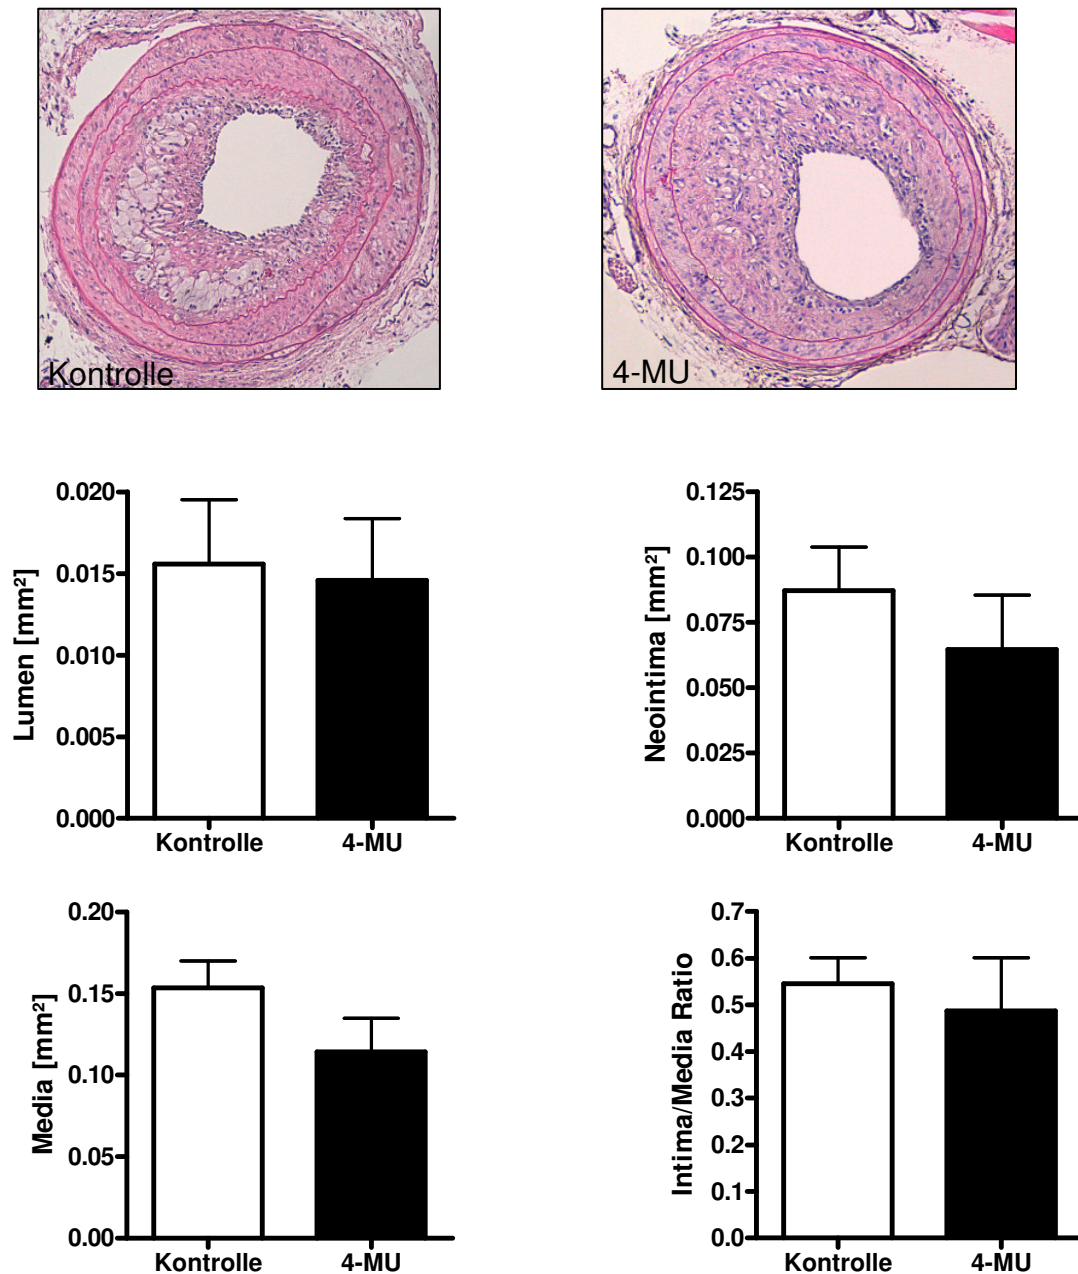 Kontrolle
4-MU
0.020
0.015
0.010
0.005
0.000
Lumen [mm²]
Kontrolle 4-MU
0.125
0.100
0.075
0.050
0.025
0.000
Neointima [mm²]
Kontrolle 4-MU
0.20
0.15
0.10
0.05
0.00
Media [mm²]
Kontrolle 4-MU
0.7
0.6
0.5
0.4
0.3
0.2
0.1
0.0
Intima/Media Ratio
Kontrolle 4-MU